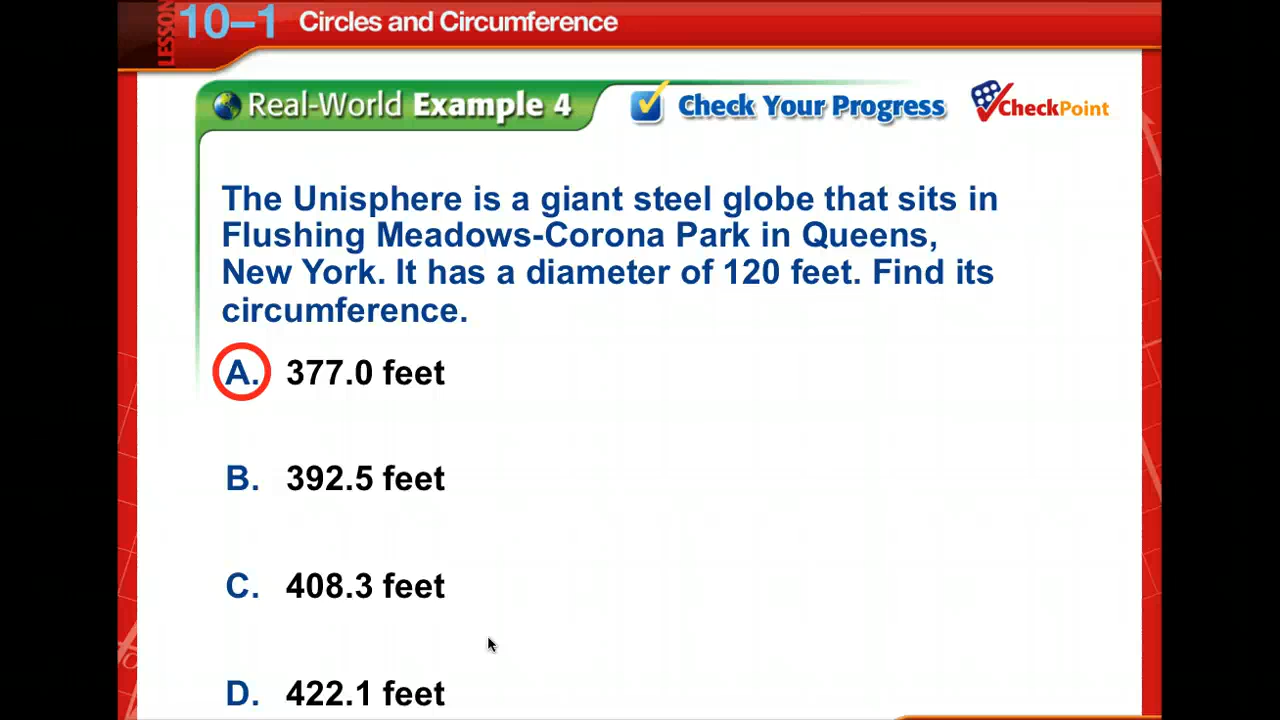 LESSON
10–1 Circles and Circumference
Real-World Example 4
Check Your Progress
CheckPoint
The Unisphere is a giant steel globe that sits in
Flushing Meadows-Corona Park in Queens,
New York. It has a diameter of 120 feet. Find its
circumference.
A. 377.0 feet
B. 392.5 feet
C. 408.3 feet
D. 422.1 feet